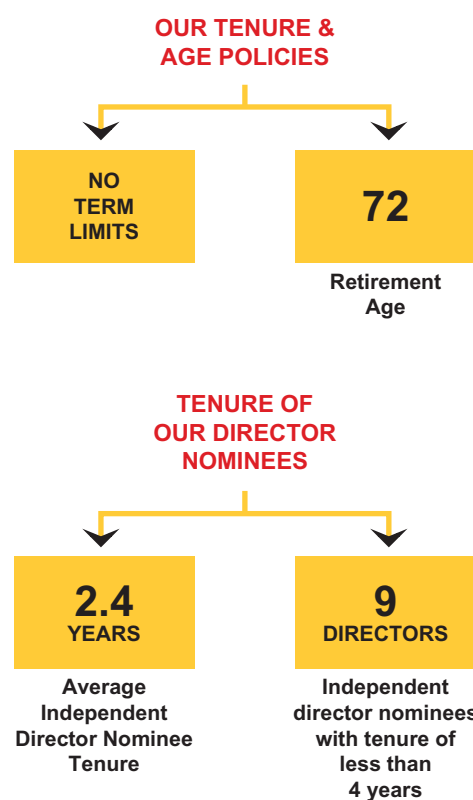 OUR TENURE &
AGE POLICIES
NO
TERM
LIMITS
72
Retirement
Age
TENURE OF
OUR DIRECTOR
NOMINEES
2.4
YEARS
Average
Independent
Director Nominee
Tenure
9
DIRECTORS
Independent
director nominees
with tenure of
less than
4 years